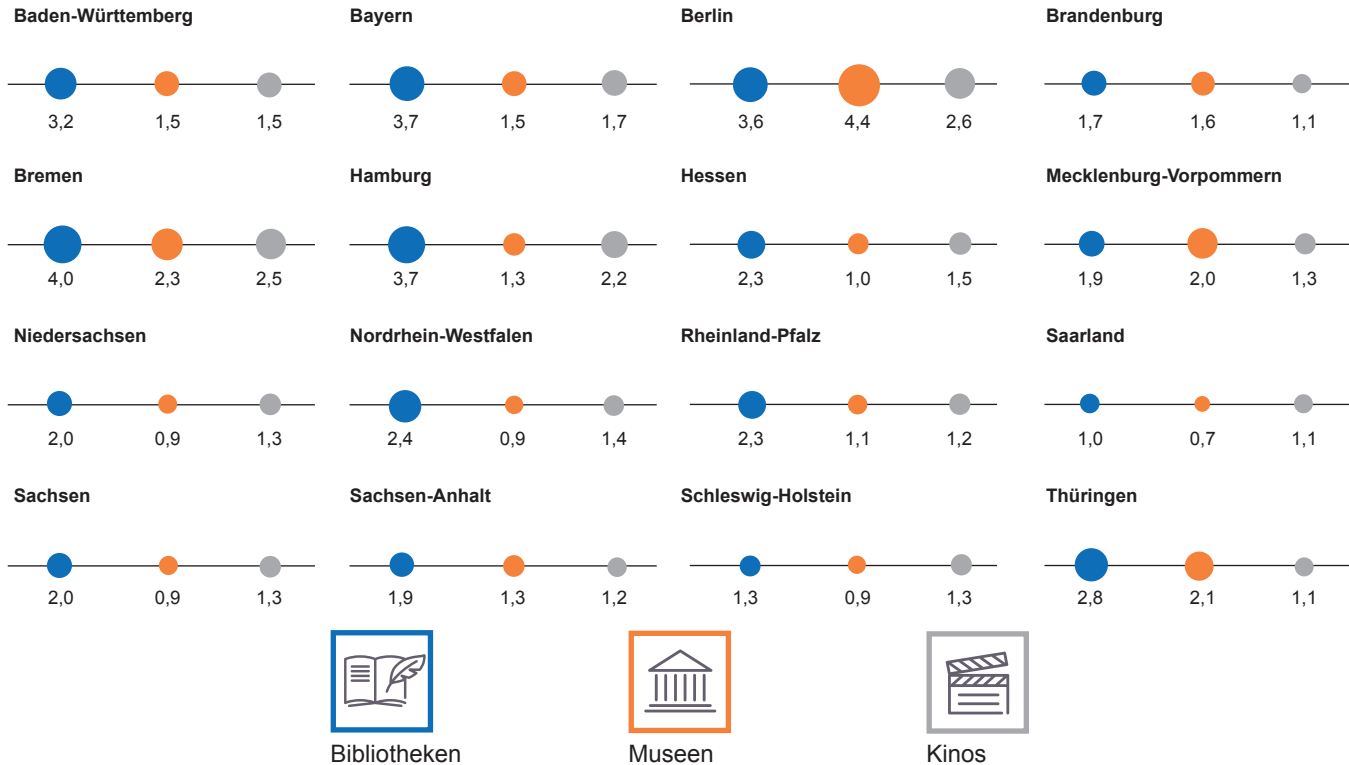 Baden-Württemberg Bayern Berlin Brandenburg
3,2 1,5 1,5 3,7 1,5 1,7 3,6 4,4 2,6 1,7 1,6 1,1
Bremen Hamburg Hessen Mecklenburg-Vorpommern
4,0 2,3 2,5 3,7 1,3 2,2 2,3 1,0 1,5 1,9 2,0 1,3
Niedersachsen Nordrhein-Westfalen Rheinland-Pfalz Saarland
2,0 0,9 1,3 2,4 0,9 1,4 2,3 1,1 1,2 1,0 0,7 1,1
Sachsen Sachsen-Anhalt Schleswig-Holstein Thüringen
2,0 0,9 1,3 1,9 1,3 1,2 1,3 0,9 1,3 2,8 2,1 1,1
Bibliotheken Museen Kinos